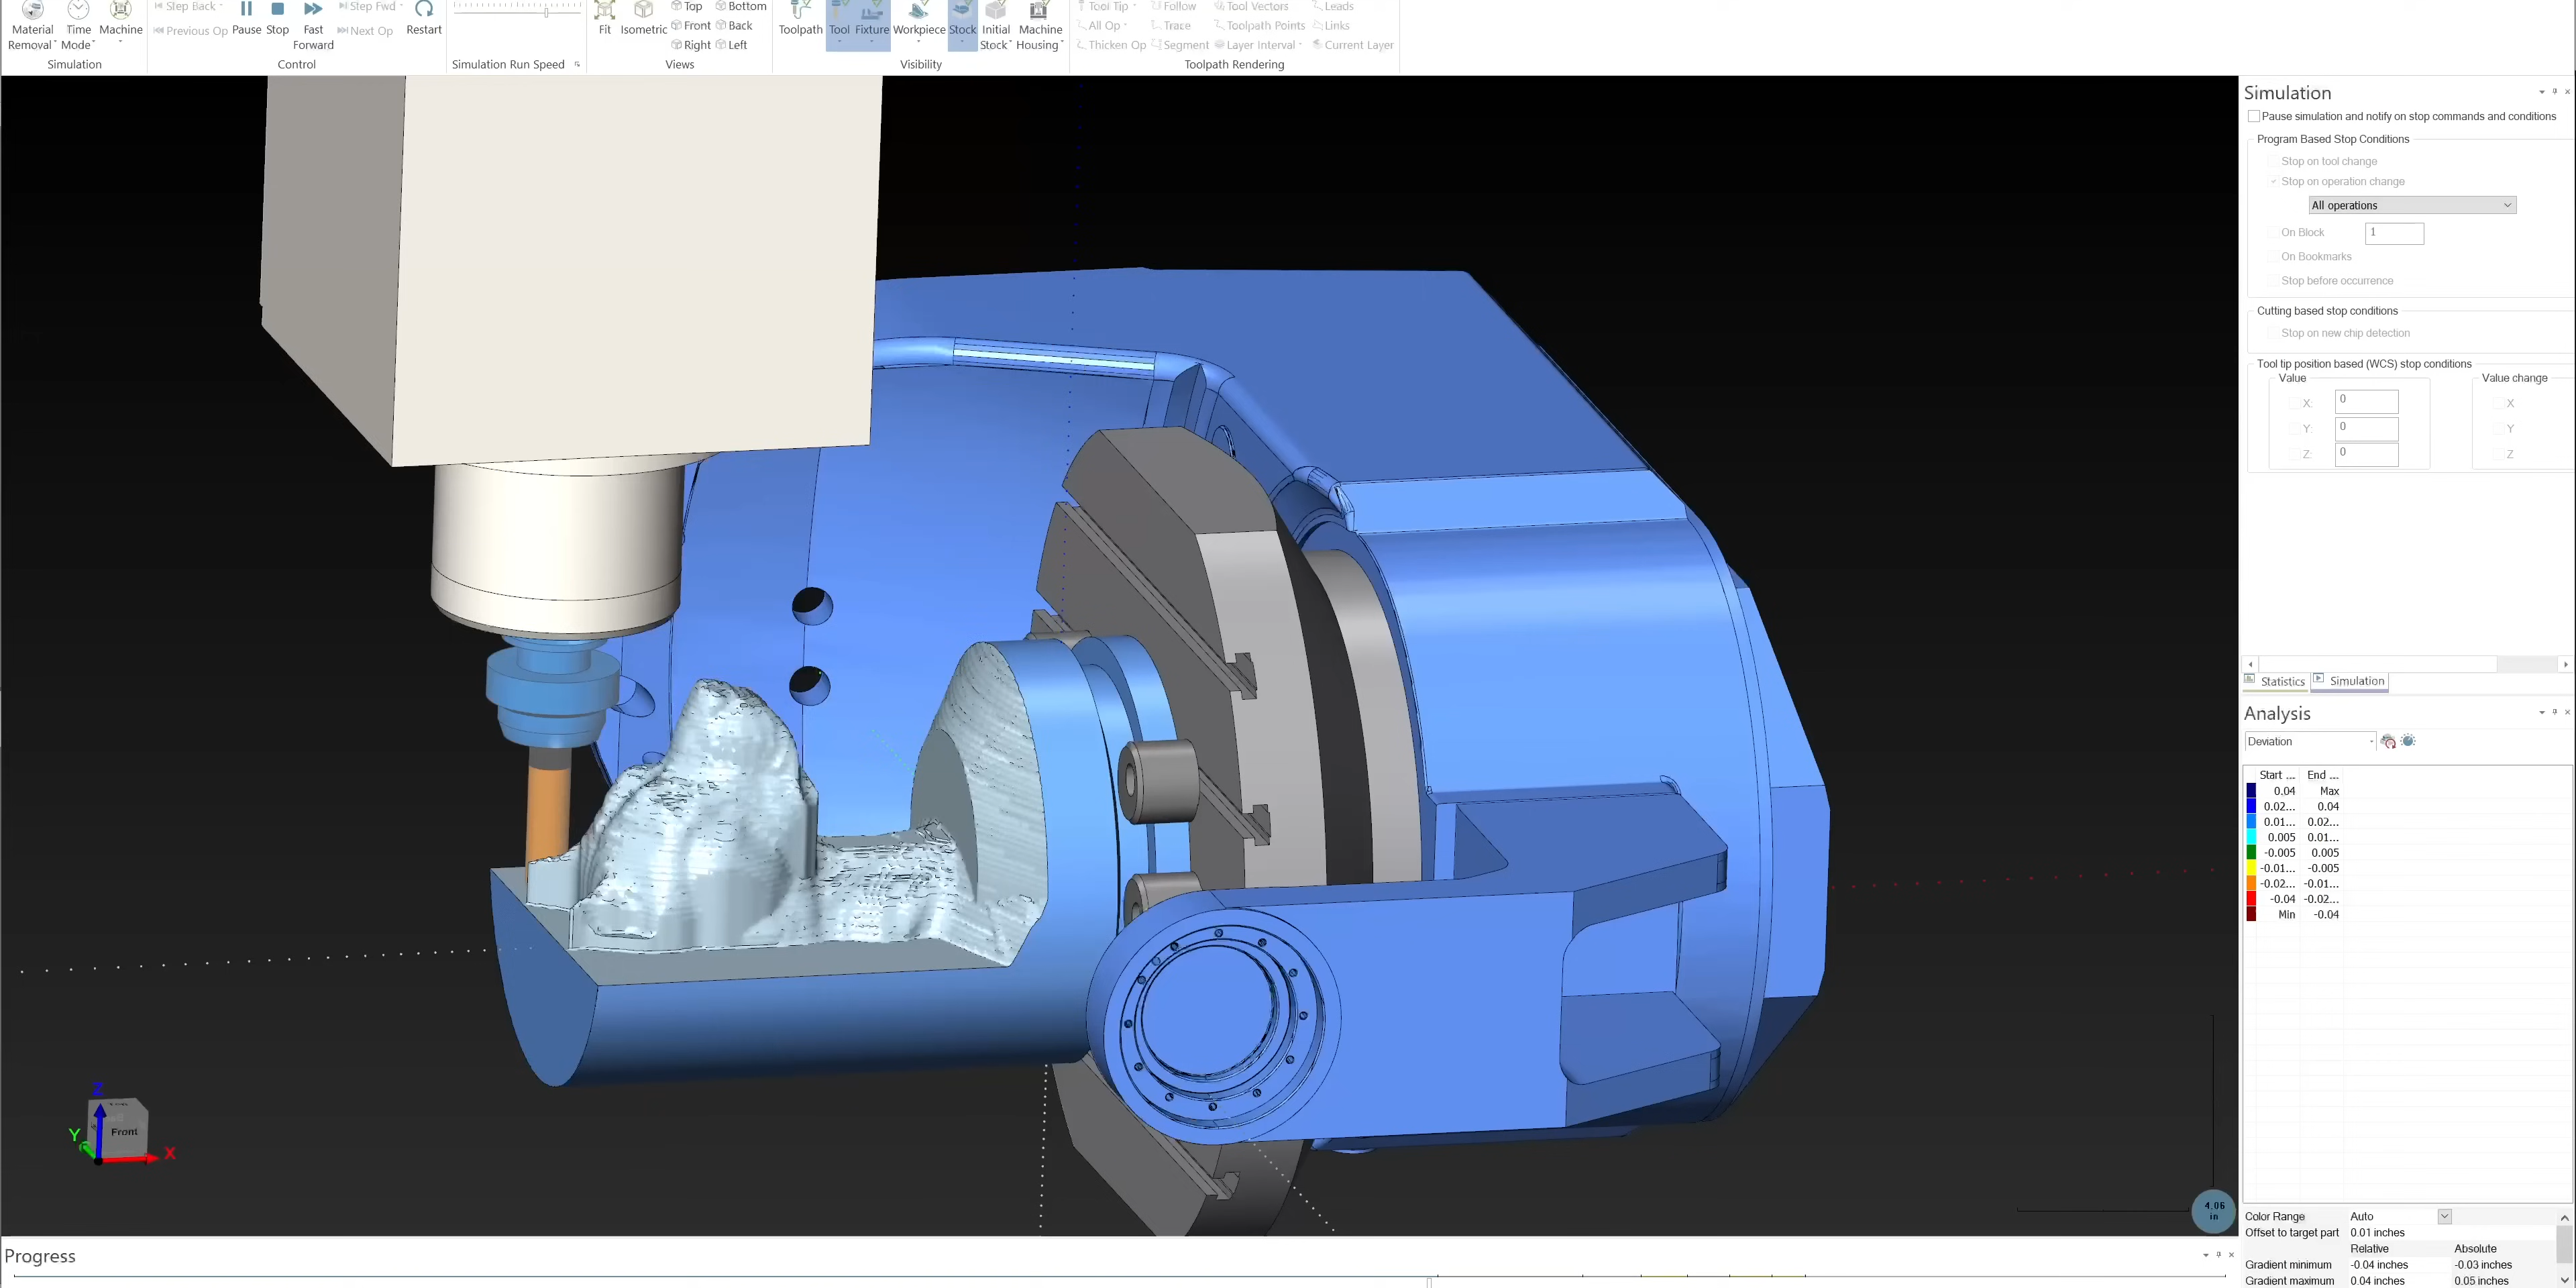 Step Back
Step Fwd
Top
Bottom
Tool Tip
Follow
Tool Vectors
Leads
Material Removal
Time Mode
Machine
Previous Op
Pause
Stop
Fast Forward
Next Op
Restart
Fit
Isometric
Front
Back
Right
Left
Toolpath
Tool
Fixture
Workpiece
Stock
Initial Stock
Machine Housing
All Op
Trace
Toolpath Points
Links
Thicken Op
Segment
Layer Interval
Current Layer
Simulation
Control
Simulation Run Speed
Views
Visibility
Toolpath Rendering
Simulation
Pause simulation and notify on stop commands and conditions
Program Based Stop Conditions
Stop on tool change
Stop on operation change
All operations
On Block
1
On Bookmarks
Stop before occurrence
Cutting based stop conditions
Stop on new chip detection
Tool tip position based (WCS) stop conditions
Value
Value change
X:
0
X
Y:
0
Y
Z:
0
Z
Statistics
Simulation
Analysis
Deviation
Start ...
End ...
0.04
Max
0.02...
0.04
0.01...
0.02...
0.005
0.01...
-0.005
0.005
-0.01...
-0.005
-0.02...
-0.01...
-0.04
-0.02...
Min
-0.04
Color Range
Auto
Offset to target part
0.01 inches
Relative
Absolute
Gradient minimum
-0.04 inches
-0.03 inches
Gradient maximum
0.04 inches
0.05 inches
Z
Y
Front
X
4.06
in
Progress